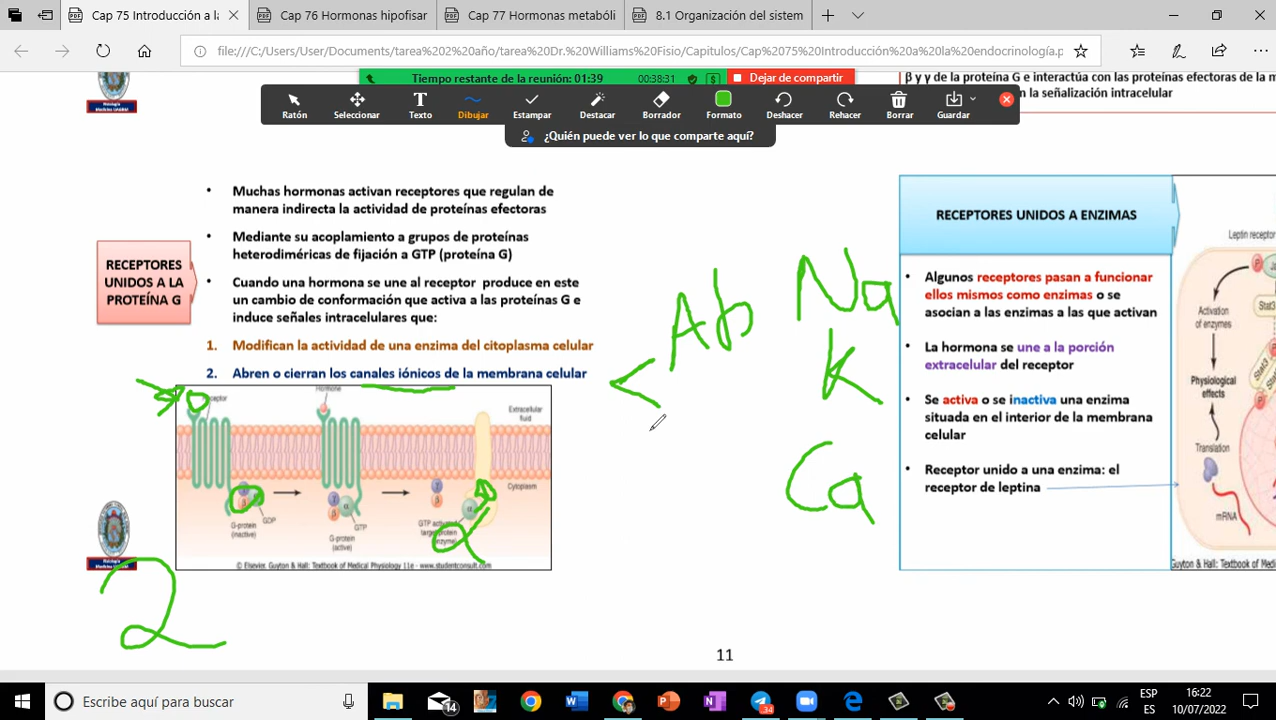 Cap 75 Introducción a la
Cap 76 Hormonas hipofisar
Cap 77 Hormonas metabóli
8.1 Organización del sistem
file:///C:/Users/User/Documents/tarea%202%20año/tarea%20Dr.%20Williams%20Fisio/Capitulos/Cap%2075%20Introducción%20a%20la%20endocrinología.p
Tiempo restante de la reunión: 01:39
00:38:31
Dejar de compartir
β y γ de la proteína G e interactúa con las proteínas efectoras de la m
n la señalización intracelular
Ratón
Seleccionar
Texto
Dibujar
Estampar
Destacar
Borrador
Formato
Deshacer
Rehacer
Borrar
Guardar
¿Quién puede ver lo que comparte aquí?
RECEPTORES
UNIDOS A LA
PROTEÍNA G
• Muchas hormonas activan receptores que regulan de
manera indirecta la actividad de proteínas efectoras
• Mediante su acoplamiento a grupos de proteínas
heterodiméricas de fijación a GTP (proteína G)
• Cuando una hormona se une al receptor produce en este
un cambio de conformación que activa a las proteínas G e
induce señales intracelulares que:
1. Modifican la actividad de una enzima del citoplasma celular
2. Abren o cierran los canales iónicos de la membrana celular
Hormone
Extracellular
fluid
Cytoplasm
γ
β
α
GDP
G-protein
(inactive)
γ
β
α
GTP
G-protein
(active)
γ
β
α
GTP
© Elsevier. Guyton & Hall: Textbook of Medical Physiology 11e - www.studentconsult.com
2
α
<
Ab
Na
K
Ca
RECEPTORES UNIDOS A ENZIMAS
• Algunos receptores pasan a funcionar
ellos mismos como enzimas o se
asocian a las enzimas a las que activan
• La hormona se une a la porción
extracelular del receptor
• Se activa o se inactiva una enzima
situada en el interior de la membrana
celular
• Receptor unido a una enzima: el
receptor de leptina
Leptin receptor
Activation
of enzymes
Physiological
effects
Translation
mRNA
Stat3
Guyton & Hall: Textbook of Med
11
Escribe aquí para buscar
14
34
ESP
ES
16:22
10/07/2022